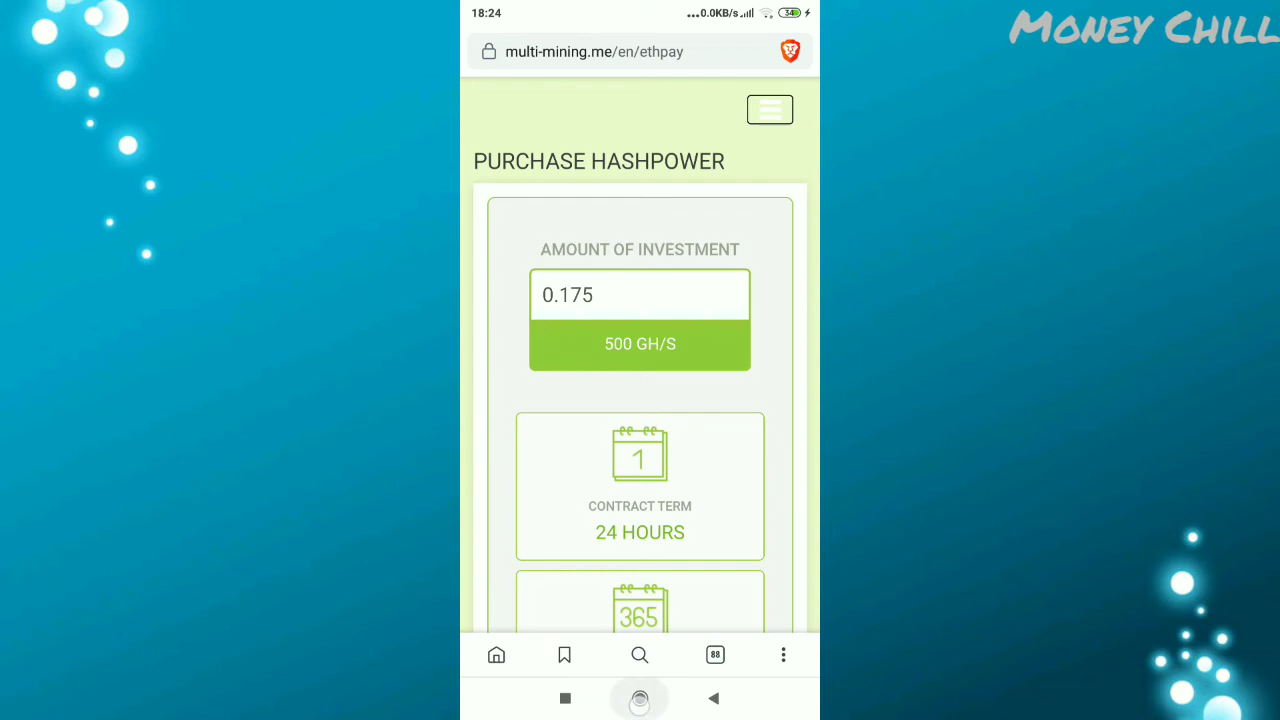 18:24
...0.0KB/s
34
Money Chill
multi-mining.me/en/ethpay
PURCHASE HASHPOWER
AMOUNT OF INVESTMENT
0.175
500 GH/S
1
CONTRACT TERM
24 HOURS
365
88